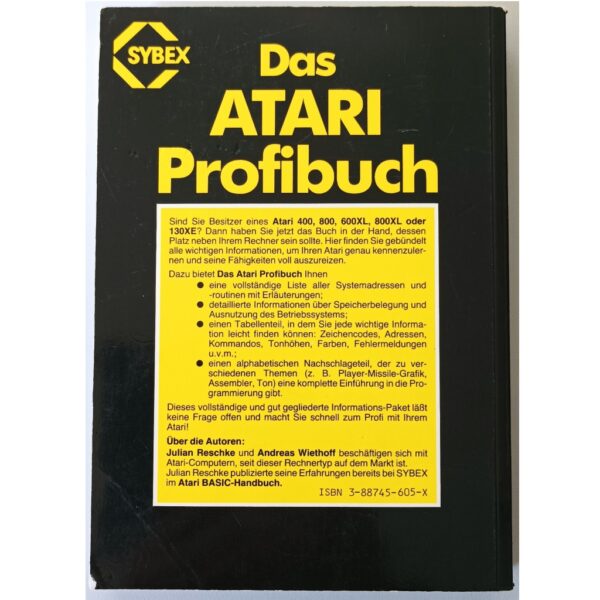 SYBEX
Das
ATARI
Profibuch
Sind Sie Besitzer eines Atari 400, 800, 600XL, 800XL oder
130XE? Dann haben Sie jetzt das Buch in der Hand, dessen
Platz neben Ihrem Rechner sein sollte. Hier finden Sie gebündelt
alle wichtigen Informationen, um Ihren Atari genau kennenzuler-
nen und seine Fähigkeiten voll auszureizen.
Dazu bietet Das Atari Profibuch Ihnen
● eine vollständige Liste aller Systemadressen und
-routinen mit Erläuterungen;
● detaillierte Informationen über Speicherbelegung und
Ausnutzung des Betriebssystems;
● einen Tabellenteil, in dem Sie jede wichtige Informa-
tion leicht finden können: Zeichencodes, Adressen,
Kommandos, Tonhöhen, Farben, Fehlermeldungen
u.v.m.;
● einen alphabetischen Nachschlageteil, der zu ver-
schiedenen Themen (z. B. Player-Missile-Grafik,
Assembler, Ton) eine komplette Einführung in die Pro-
grammierung gibt.
Dieses vollständige und gut gegliederte Informations-Paket läßt
keine Frage offen und macht Sie schnell zum Profi mit Ihrem
Atari!
Über die Autoren:
Julian Reschke und Andreas Wiethoff beschäftigen sich mit
Atari-Computern, seit dieser Rechnertyp auf dem Markt ist.
Julian Reschke publizierte seine Erfahrungen bereits bei SYBEX
im Atari BASIC-Handbuch.
ISBN 3-88745-605-X